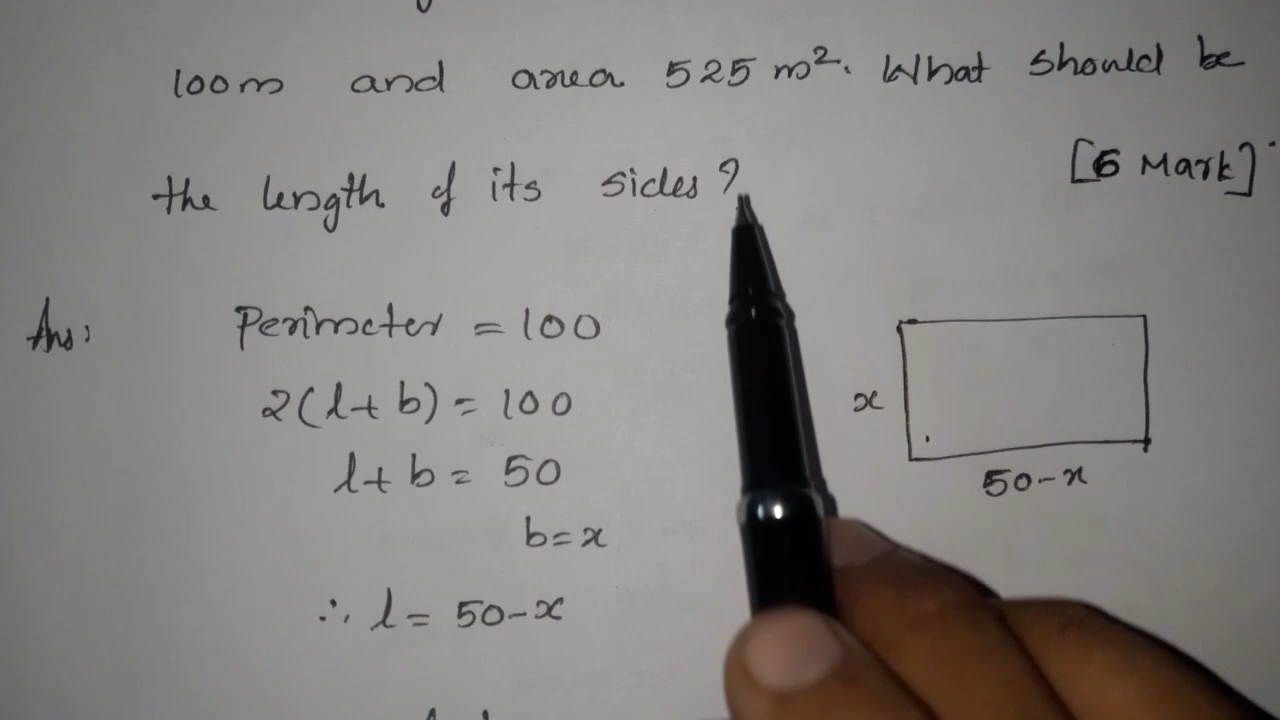 100m and area 525 m². What should be
the length of its sides?
[5 Mark]
Ans:
Perimeter = 100
2(l+b) = 100
l+b = 50
b=x
∴ l = 50-x
x
50-x